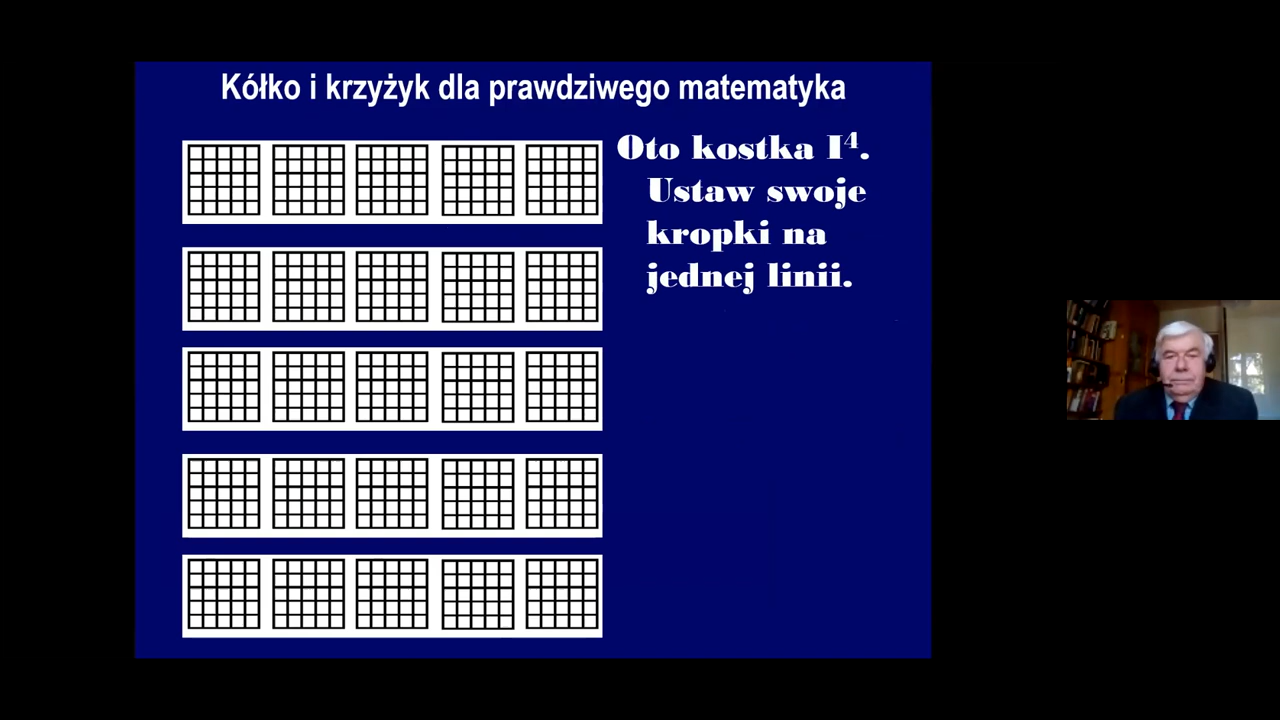 Kółko i krzyżyk dla prawdziwego matematyka
Oto kostka I⁴.
Ustaw swoje
kropki na
jednej linii.